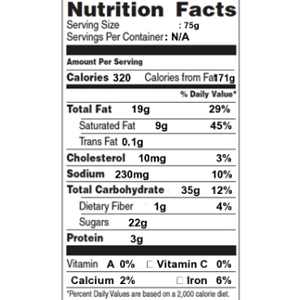 Nutrition Facts
Serving Size : 75g
Servings Per Container: N/A
Amount Per Serving
Calories 320 Calories from Fat 171g
% Daily Value*
Total Fat 19g 29%
Saturated Fat 9g 45%
Trans Fat 0.1g
Cholesterol 10mg 3%
Sodium 230mg 10%
Total Carbohydrate 35g 12%
Dietary Fiber 1g 4%
Sugars 22g
Protein 3g
Vitamin A 0% □ Vitamin C 0%
Calcium 2% □ Iron 6%
*Percent Daily Values are based on a 2,000 calorie diet.